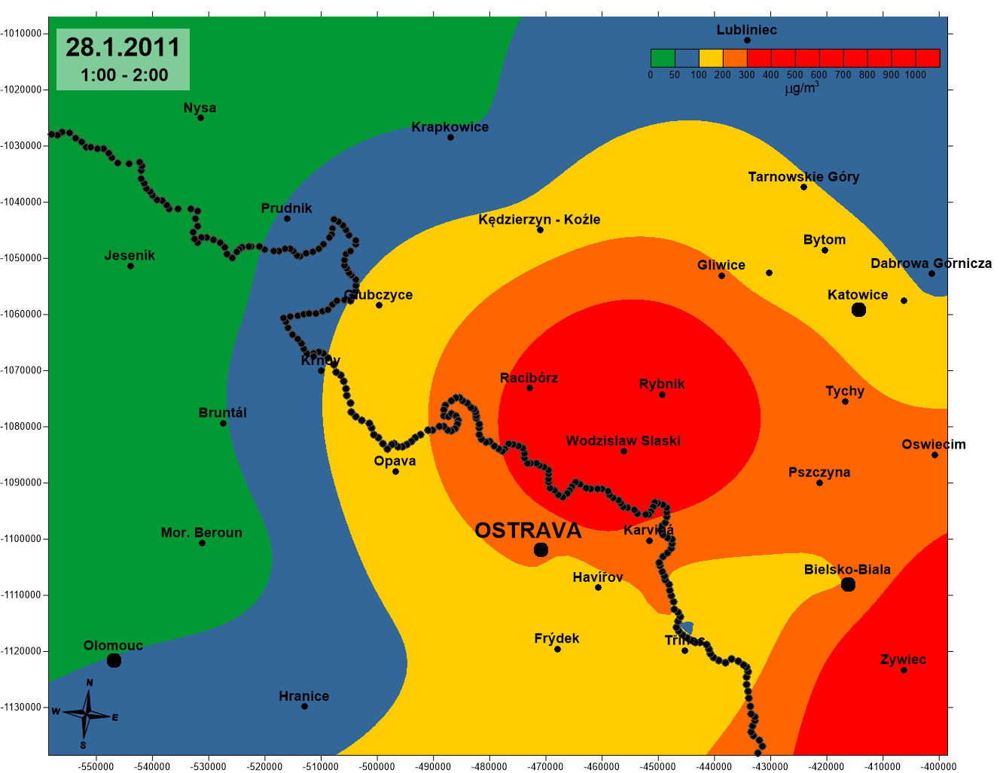 28.1.2011
1:00 - 2:00
Lubliniec
0 50 100 200 300 400 500 600 700 800 900 1000
µg/m³
Nysa
Krapkowice
Tarnowskie Góry
Prudnik
Kędzierzyn - Koźle
Bytom
Jeseník
Gliwice
Dabrowa Górnicza
Głubczyce
Katowice
Krnov
Racibórz
Rybnik
Tychy
Bruntál
Wodzislaw Slaski
Oswiecim
Opava
Pszczyna
Mor. Beroun
OSTRAVA
Karviná
Havířov
Bielsko-Biala
Olomouc
Frýdek
Třinec
Zywiec
Hranice
N
W
E
S
-1010000
-1020000
-1030000
-1040000
-1050000
-1060000
-1070000
-1080000
-1090000
-1100000
-1110000
-1120000
-1130000
-550000 -540000 -530000 -520000 -510000 -500000 -490000 -480000 -470000 -460000 -450000 -440000 -430000 -420000 -410000 -400000